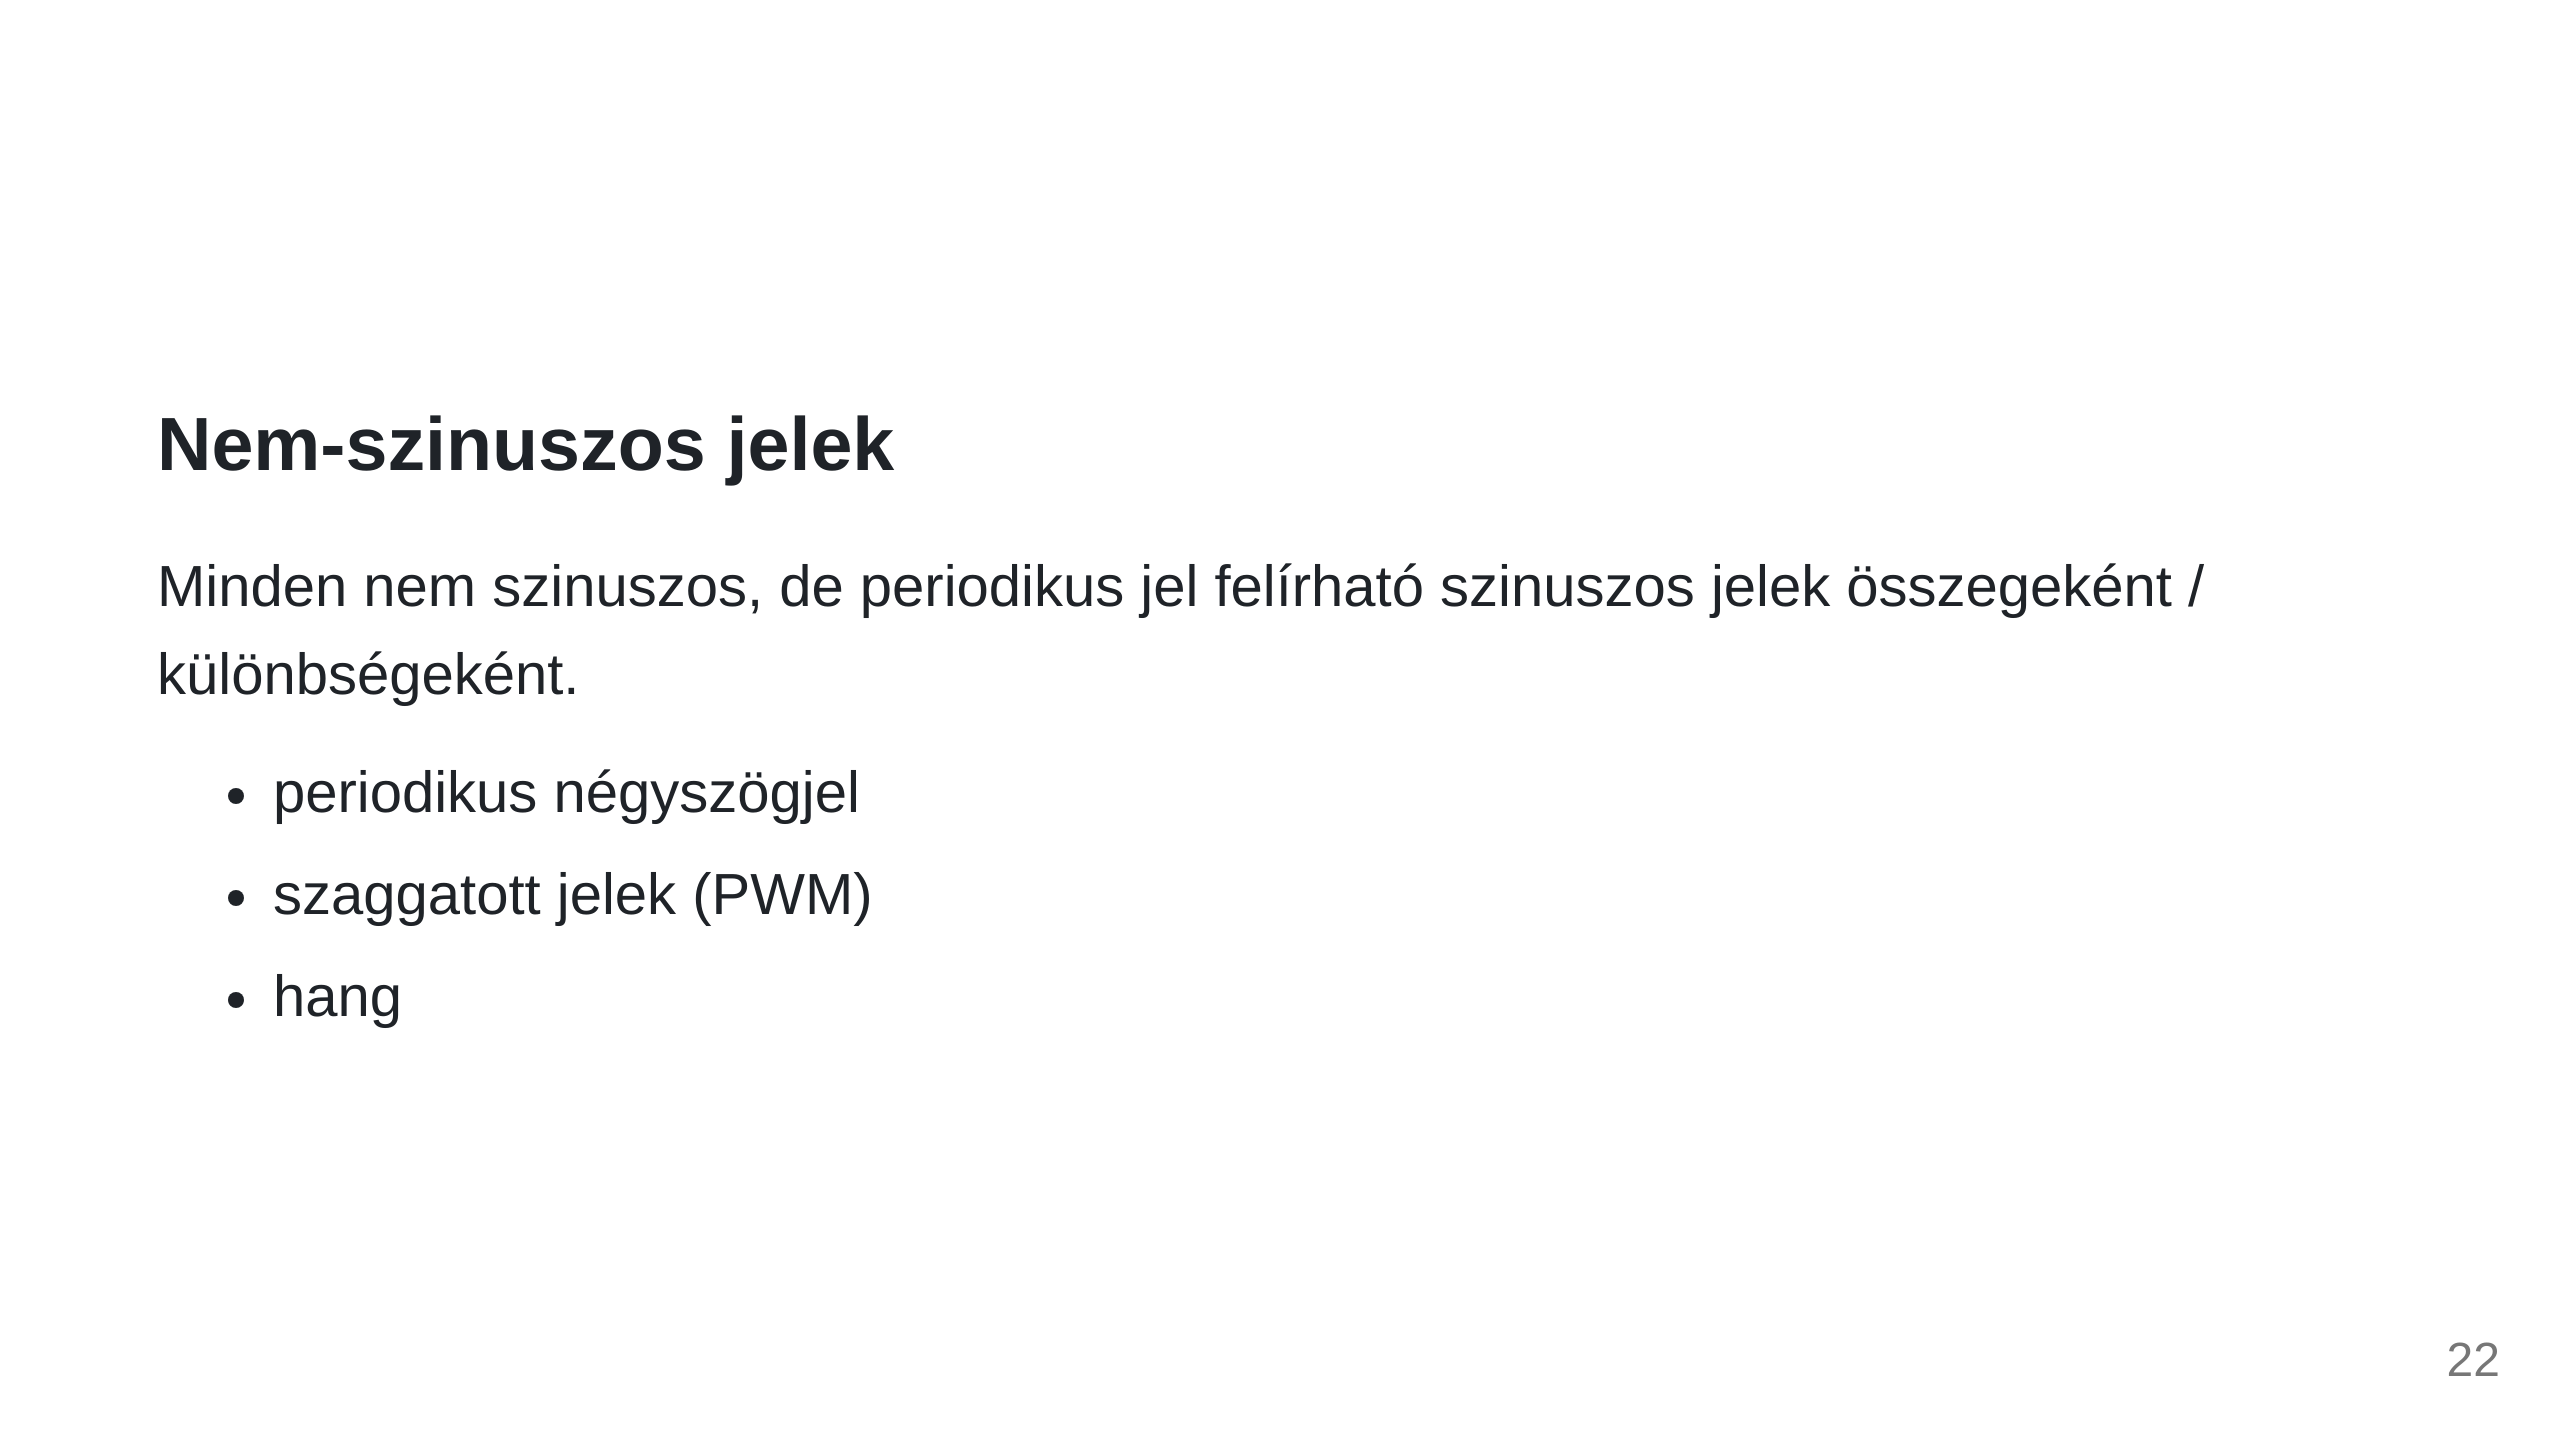 Nem-szinuszos jelek
Minden nem szinuszos, de periodikus jel felírható szinuszos jelek összegeként /
különbségeként.
• periodikus négyszögjel
• szaggatott jelek (PWM)
• hang
22